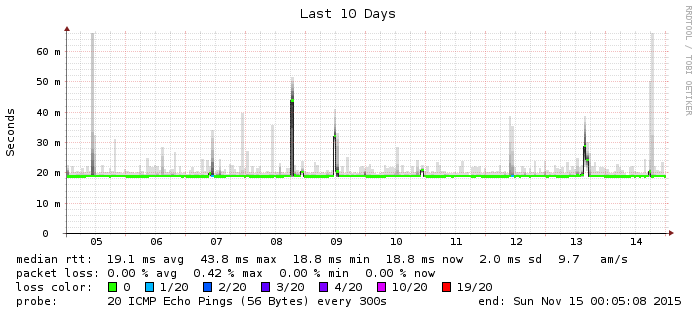 Last 10 Days
RRDTOOL / TOBI OETIKER
Seconds
60 m
50 m
40 m
30 m
20 m
10 m
0
05 06 07 08 09 10 11 12 13 14
median rtt: 19.1 ms avg 43.8 ms max 18.8 ms min 18.8 ms now 2.0 ms sd 9.7 am/s
packet loss: 0.00 % avg 0.42 % max 0.00 % min 0.00 % now
loss color: 0 1/20 2/20 3/20 4/20 10/20 19/20
probe: 20 ICMP Echo Pings (56 Bytes) every 300s end: Sun Nov 15 00:05:08 2015